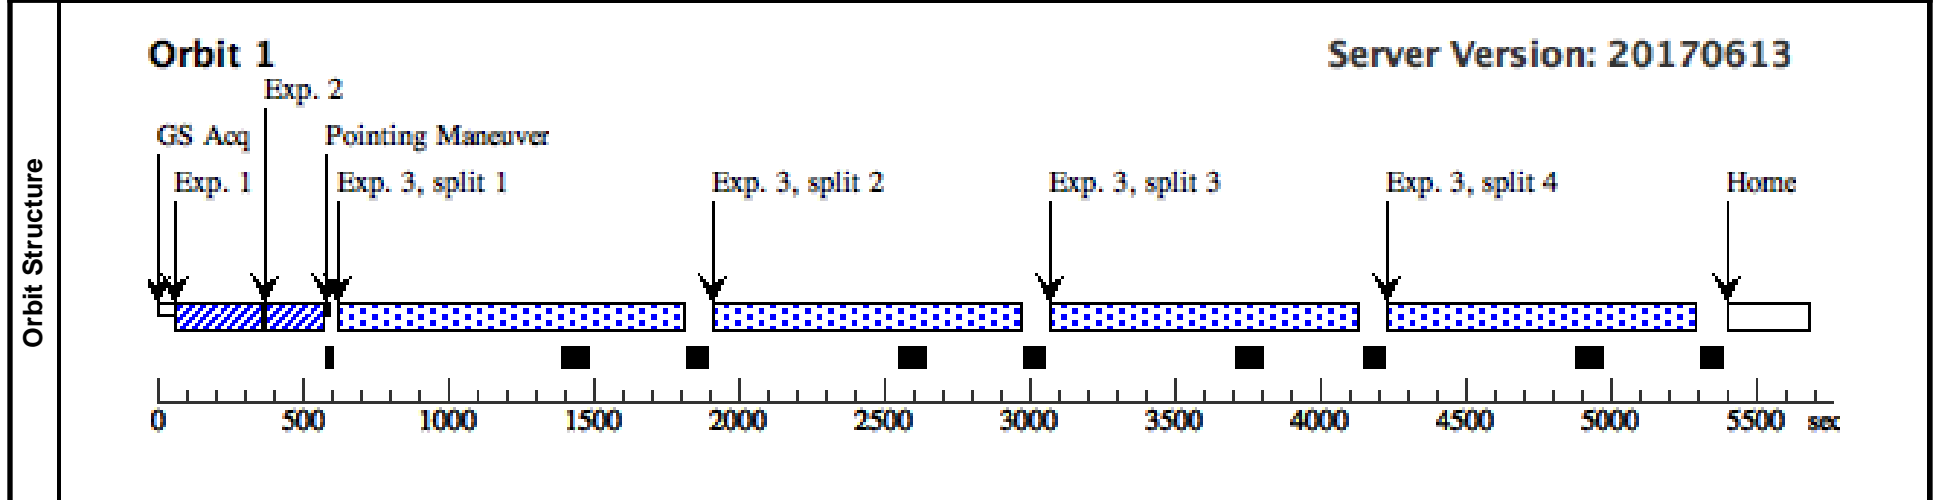 Orbit Structure
Orbit 1 Server Version: 20170613
Exp. 2
GS Acq Pointing Maneuver
Exp. 1 Exp. 3, split 1 Exp. 3, split 2 Exp. 3, split 3 Exp. 3, split 4 Home
0 500 1000 1500 2000 2500 3000 3500 4000 4500 5000 5500 sec